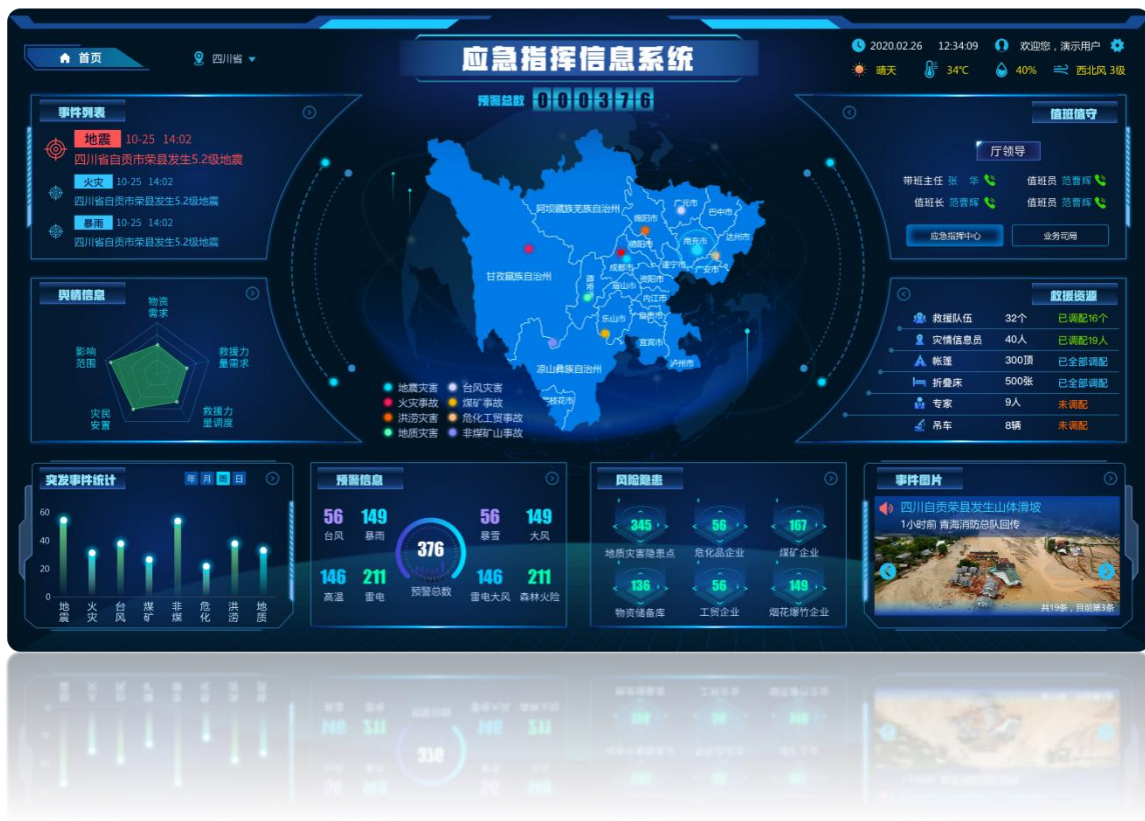 首页
四川省
应急指挥信息系统
2020.02.26 12:34:09 欢迎您，演示用户
晴天 34℃ 40% 西北风 3级
预警总数 000376
事件列表
地震 10-25 14:02
四川省自贡市荣县发生5.2级地震
火灾 10-25 14:02
四川省自贡市荣县发生5.2级地震
暴雨 10-25 14:02
四川省自贡市荣县发生5.2级地震
舆情信息
物资
需求
影响
范围
救援力
量需求
灾民
安置
救援力
量调度
阿坝藏族羌族自治州
广元市
巴中市
绵阳市
达州市
南充市
德阳市
成都市
遂宁市
广安市
甘孜藏族自治州
资阳市
眉山市
内江市
乐山市
自贡市
宜宾市
泸州市
凉山彝族自治州
攀枝花市
地震灾害 台风灾害
火灾事故 煤矿事故
洪涝灾害 危化工贸事故
地质灾害 非煤矿山事故
值班值守
厅领导
带班主任 张 华 值班员 范曹辉
值班长 范曹辉 值班员 范曹辉
应急指挥中心 业务司局
救援资源
救援队伍 32个 已调配16个
灾情信息员 40人 已调配19人
帐篷 300顶 已全部调配
折叠床 500张 已全部调配
专家 9人 未调配
吊车 8辆 未调配
突发事件统计
年 月 周 日
60
40
20
0
地震 火灾 台风 煤矿 非煤 危化 洪涝 地质
预警信息
56 149 56 149
台风 暴雨 暴雪 大风
376
预警总数
146 211 146 211
高温 雷电 雷电大风 森林火险
风险隐患
345 56 167
地质灾害隐患点 危化品企业 煤矿企业
136 56 149
物资储备库 工贸企业 烟花爆竹企业
事件图片
四川自贡荣县发生山体滑坡
1小时前 青海消防总队回传
共19条，目前第3条